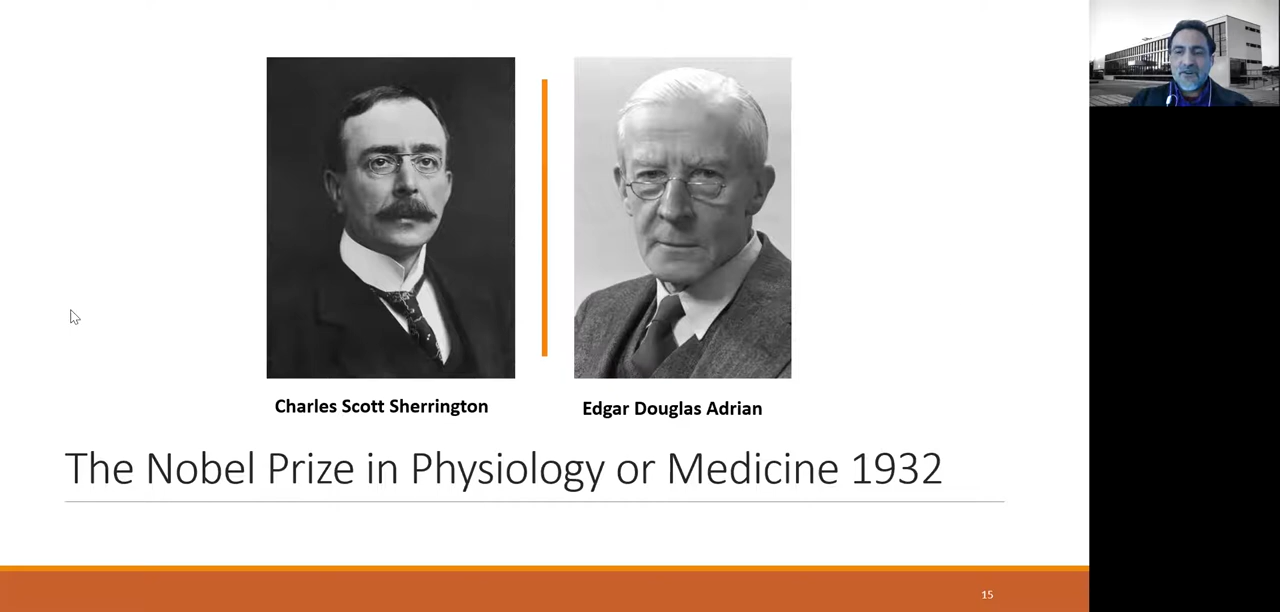 Charles Scott Sherrington
Edgar Douglas Adrian
The Nobel Prize in Physiology or Medicine 1932
15